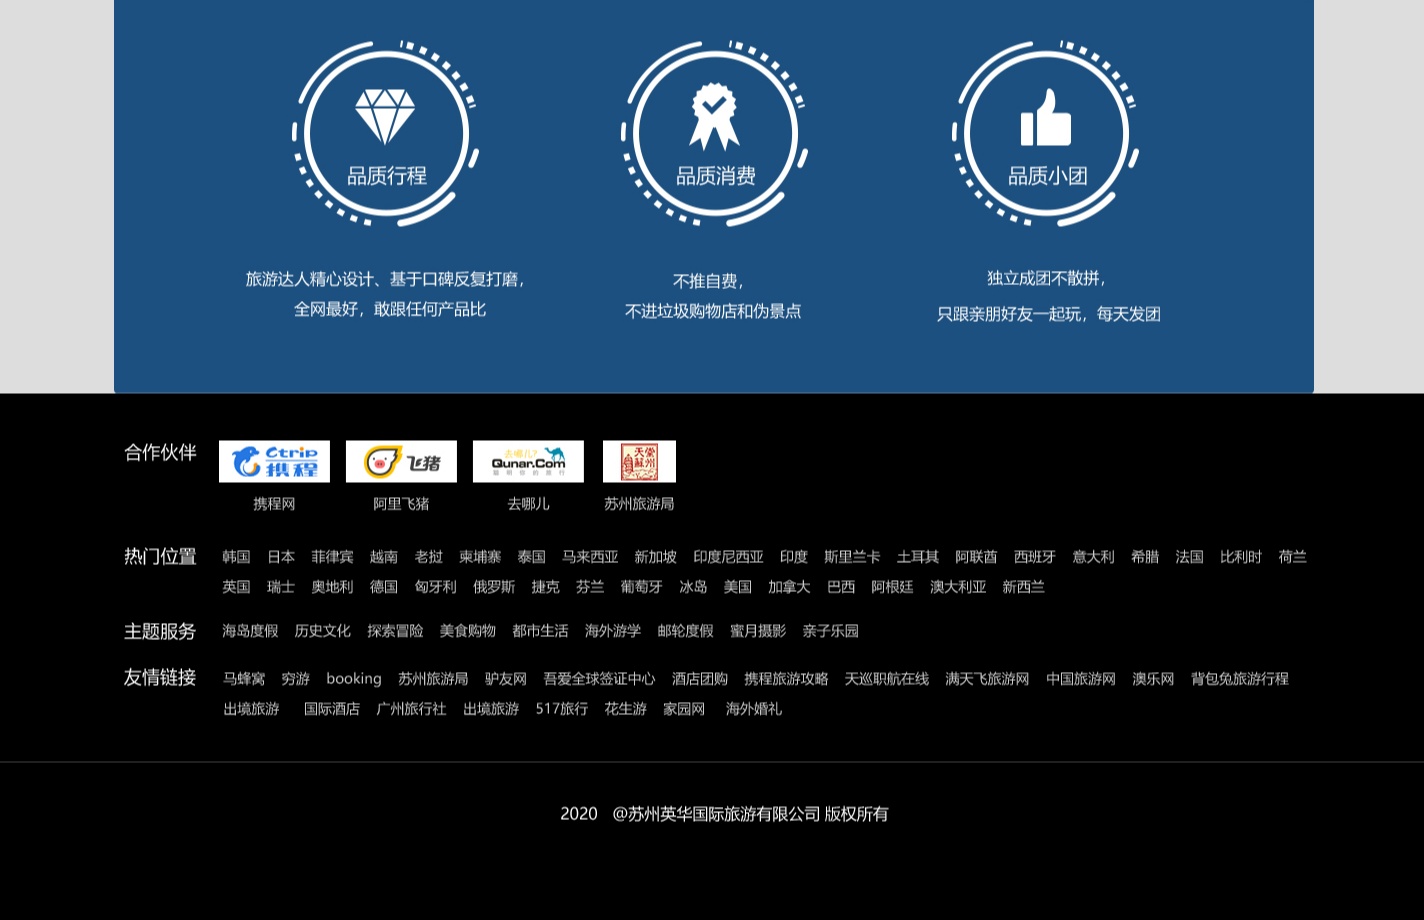 品质行程
品质消费
品质小团
旅游达人精心设计、基于口碑反复打磨，
全网最好，敢跟任何产品比
不推自费，
不进垃圾购物店和伪景点
独立成团不散拼，
只跟亲朋好友一起玩，每天发团
合作伙伴
Ctrip
携程
飞猪
去哪儿?
Qunar.Com
携程网 阿里飞猪 去哪儿 苏州旅游局
热门位置 韩国 日本 菲律宾 越南 老挝 柬埔寨 泰国 马来西亚 新加坡 印度尼西亚 印度 斯里兰卡 土耳其 阿联酋 西班牙 意大利 希腊 法国 比利时 荷兰
英国 瑞士 奥地利 德国 匈牙利 俄罗斯 捷克 芬兰 葡萄牙 冰岛 美国 加拿大 巴西 阿根廷 澳大利亚 新西兰
主题服务 海岛度假 历史文化 探索冒险 美食购物 都市生活 海外游学 邮轮度假 蜜月摄影 亲子乐园
友情链接 马蜂窝 穷游 booking 苏州旅游局 驴友网 吾爱全球签证中心 酒店团购 携程旅游攻略 天巡职航在线 满天飞旅游网 中国旅游网 澳乐网 背包兔旅游行程
出境旅游 国际酒店 广州旅行社 出境旅游 517旅行 花生游 家园网 海外婚礼
2020 @苏州英华国际旅游有限公司 版权所有